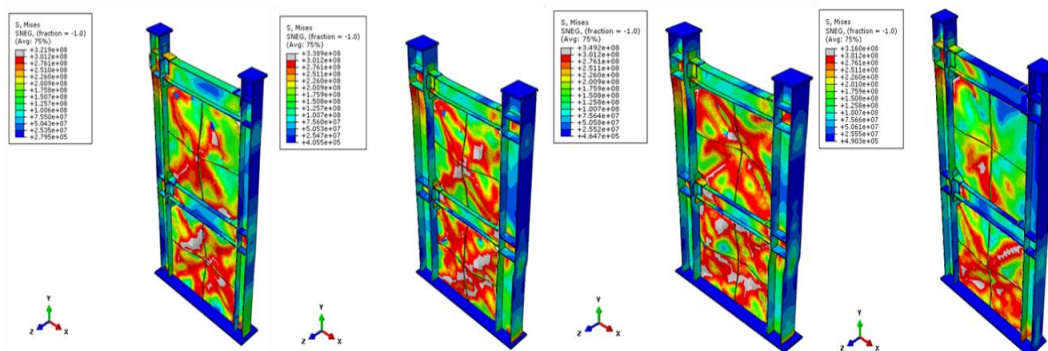 S, Mises
SNEG, (fraction = -1.0)
(Avg: 75%)
+3.219e+08
+3.012e+08
+2.761e+08
+2.510e+08
+2.260e+08
+2.009e+08
+1.758e+08
+1.507e+08
+1.257e+08
+1.006e+08
+7.550e+07
+5.043e+07
+2.535e+07
+2.795e+05
Y
Z
X
S, Mises
SNEG, (fraction = -1.0)
(Avg: 75%)
+3.389e+08
+3.012e+08
+2.761e+08
+2.511e+08
+2.260e+08
+2.009e+08
+1.759e+08
+1.508e+08
+1.257e+08
+1.007e+08
+7.560e+07
+5.053e+07
+2.547e+07
+4.055e+05
Y
Z
X
S, Mises
SNEG, (fraction = -1.0)
(Avg: 75%)
+3.492e+08
+3.012e+08
+2.761e+08
+2.511e+08
+2.260e+08
+2.009e+08
+1.759e+08
+1.508e+08
+1.258e+08
+1.007e+08
+7.564e+07
+5.058e+07
+2.552e+07
+4.647e+05
Y
Z
X
S, Mises
SNEG, (fraction = -1.0)
(Avg: 75%)
+3.160e+08
+3.012e+08
+2.761e+08
+2.511e+08
+2.260e+08
+2.010e+08
+1.759e+08
+1.508e+08
+1.258e+08
+1.007e+08
+7.566e+07
+5.061e+07
+2.555e+07
+4.903e+05
Y
Z
X